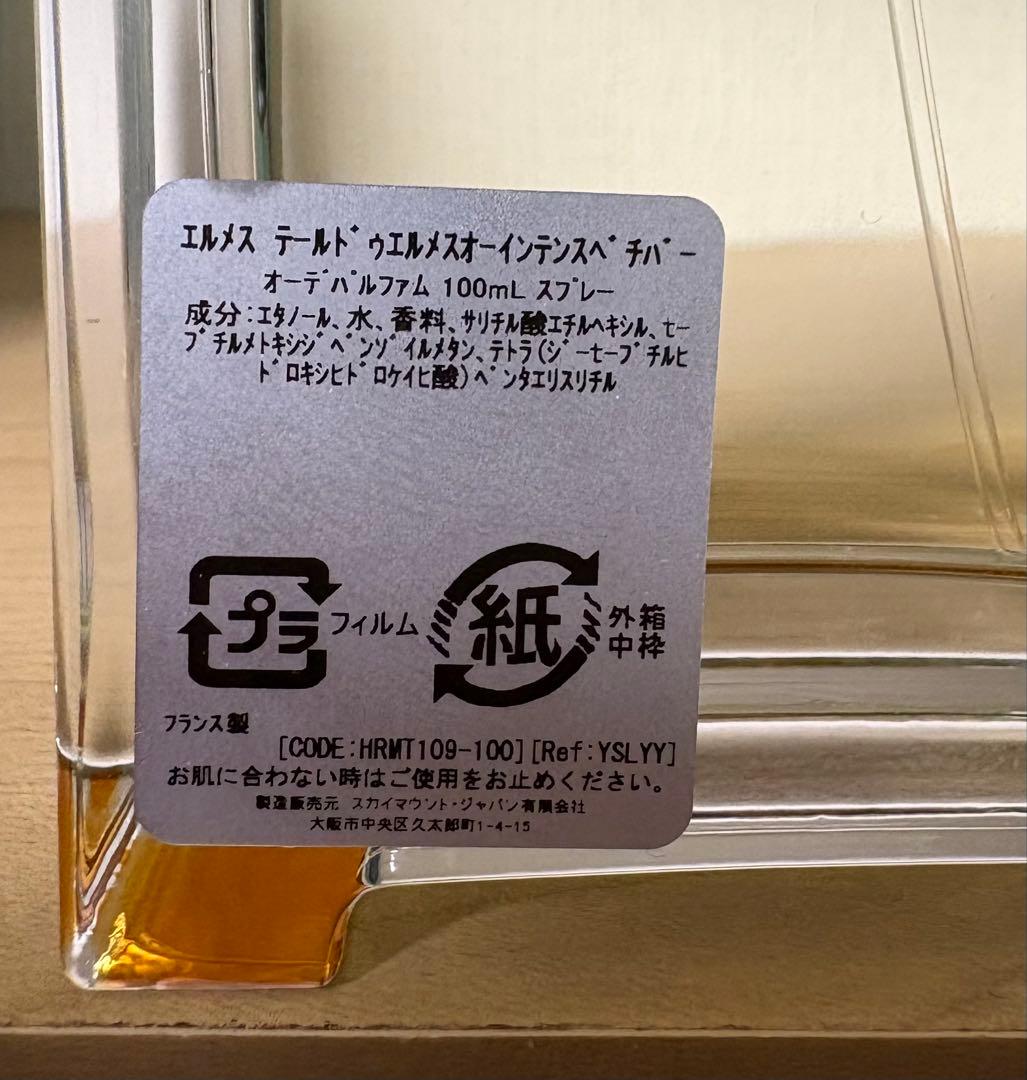 エルメス テールドゥエルメスオーインテンスベチバー
オーデパルファム 100mL スプレー
成分:エタノール、水、香料、サリチル酸エチルヘキシル、t-
ブチルメトキシジベンゾイルメタン、テトラ(ジ-t-ブチルヒ
ドロキシヒドロケイヒ酸)ペンタエリスリチル
プラ フィルム 紙 外箱
中枠
フランス製
[CODE:HRMT109-100][Ref:YSLYY]
お肌に合わない時はご使用をお止めください。
製造販売元 スカイマウント・ジャパン有限会社
大阪市中央区久太郎町1-4-15